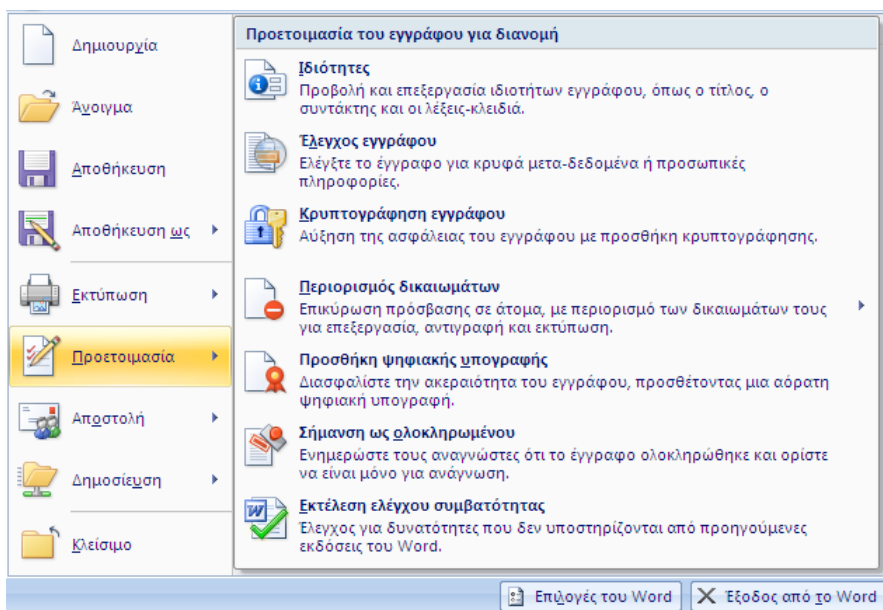 Δημιουργία
Άνοιγμα
Αποθήκευση
Αποθήκευση ως
Εκτύπωση
Προετοιμασία
Αποστολή
Δημοσίευση
Κλείσιμο
Προετοιμασία του εγγράφου για διανομή
Ιδιότητες
Προβολή και επεξεργασία ιδιοτήτων εγγράφου, όπως ο τίτλος, ο
συντάκτης και οι λέξεις-κλειδιά.
Έλεγχος εγγράφου
Ελέγξτε το έγγραφο για κρυφά μετα-δεδομένα ή προσωπικές
πληροφορίες.
Κρυπτογράφηση εγγράφου
Αύξηση της ασφάλειας του εγγράφου με προσθήκη κρυπτογράφησης.
Περιορισμός δικαιωμάτων
Επικύρωση πρόσβασης σε άτομα, με περιορισμό των δικαιωμάτων τους
για επεξεργασία, αντιγραφή και εκτύπωση.
Προσθήκη ψηφιακής υπογραφής
Διασφαλίστε την ακεραιότητα του εγγράφου, προσθέτοντας μια αόρατη
ψηφιακή υπογραφή.
Σήμανση ως ολοκληρωμένου
Ενημερώστε τους αναγνώστες ότι το έγγραφο ολοκληρώθηκε και ορίστε
να είναι μόνο για ανάγνωση.
Εκτέλεση ελέγχου συμβατότητας
Έλεγχος για δυνατότητες που δεν υποστηρίζονται από προηγούμενες
εκδόσεις του Word.
Επιλογές του Word
Έξοδος από το Word